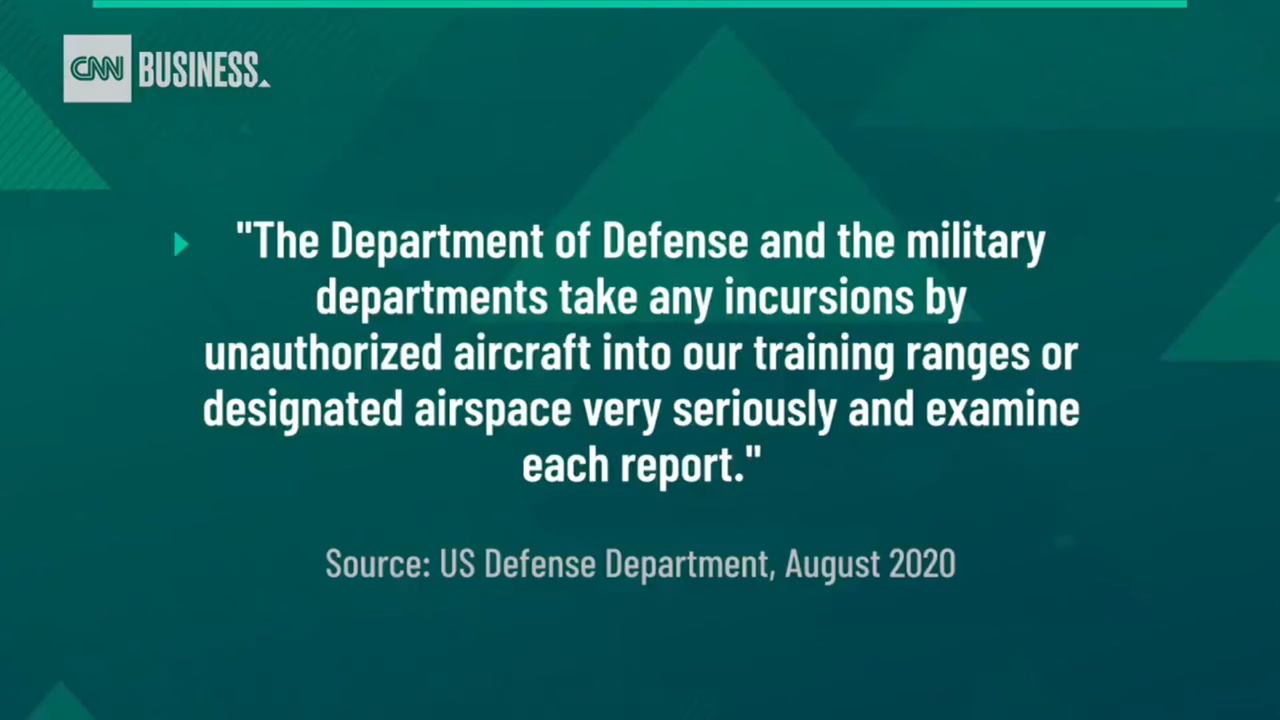 CNN BUSINESS
"The Department of Defense and the military
departments take any incursions by
unauthorized aircraft into our training ranges or
designated airspace very seriously and examine
each report."
Source: US Defense Department, August 2020